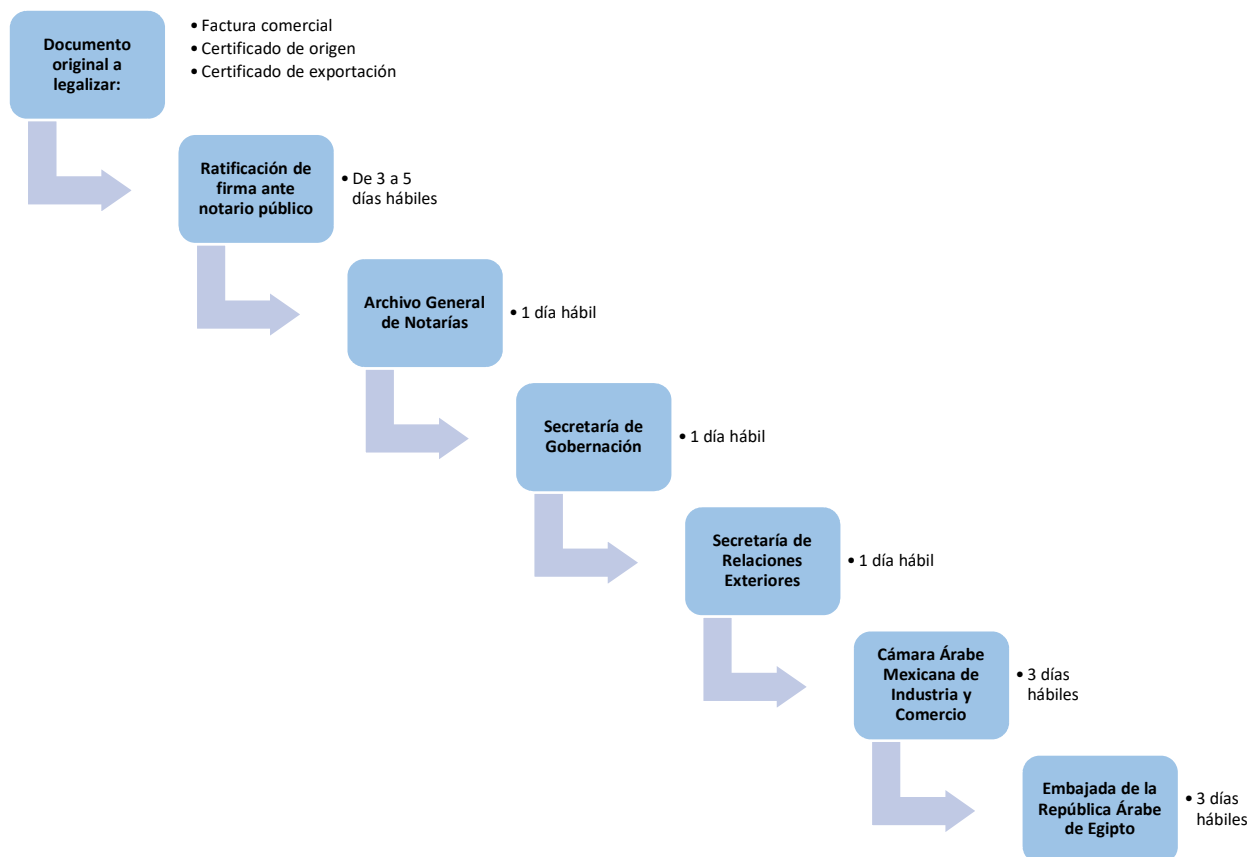 Documento
original a
legalizar:
• Factura comercial
• Certificado de origen
• Certificado de exportación
Ratificación de
firma ante
notario público
• De 3 a 5
días hábiles
Archivo General
de Notarías
• 1 día hábil
Secretaría de
Gobernación
• 1 día hábil
Secretaría de
Relaciones
Exteriores
• 1 día hábil
Cámara Árabe
Mexicana de
Industria y
Comercio
• 3 días
hábiles
Embajada de la
República Árabe
de Egipto
• 3 días
hábiles